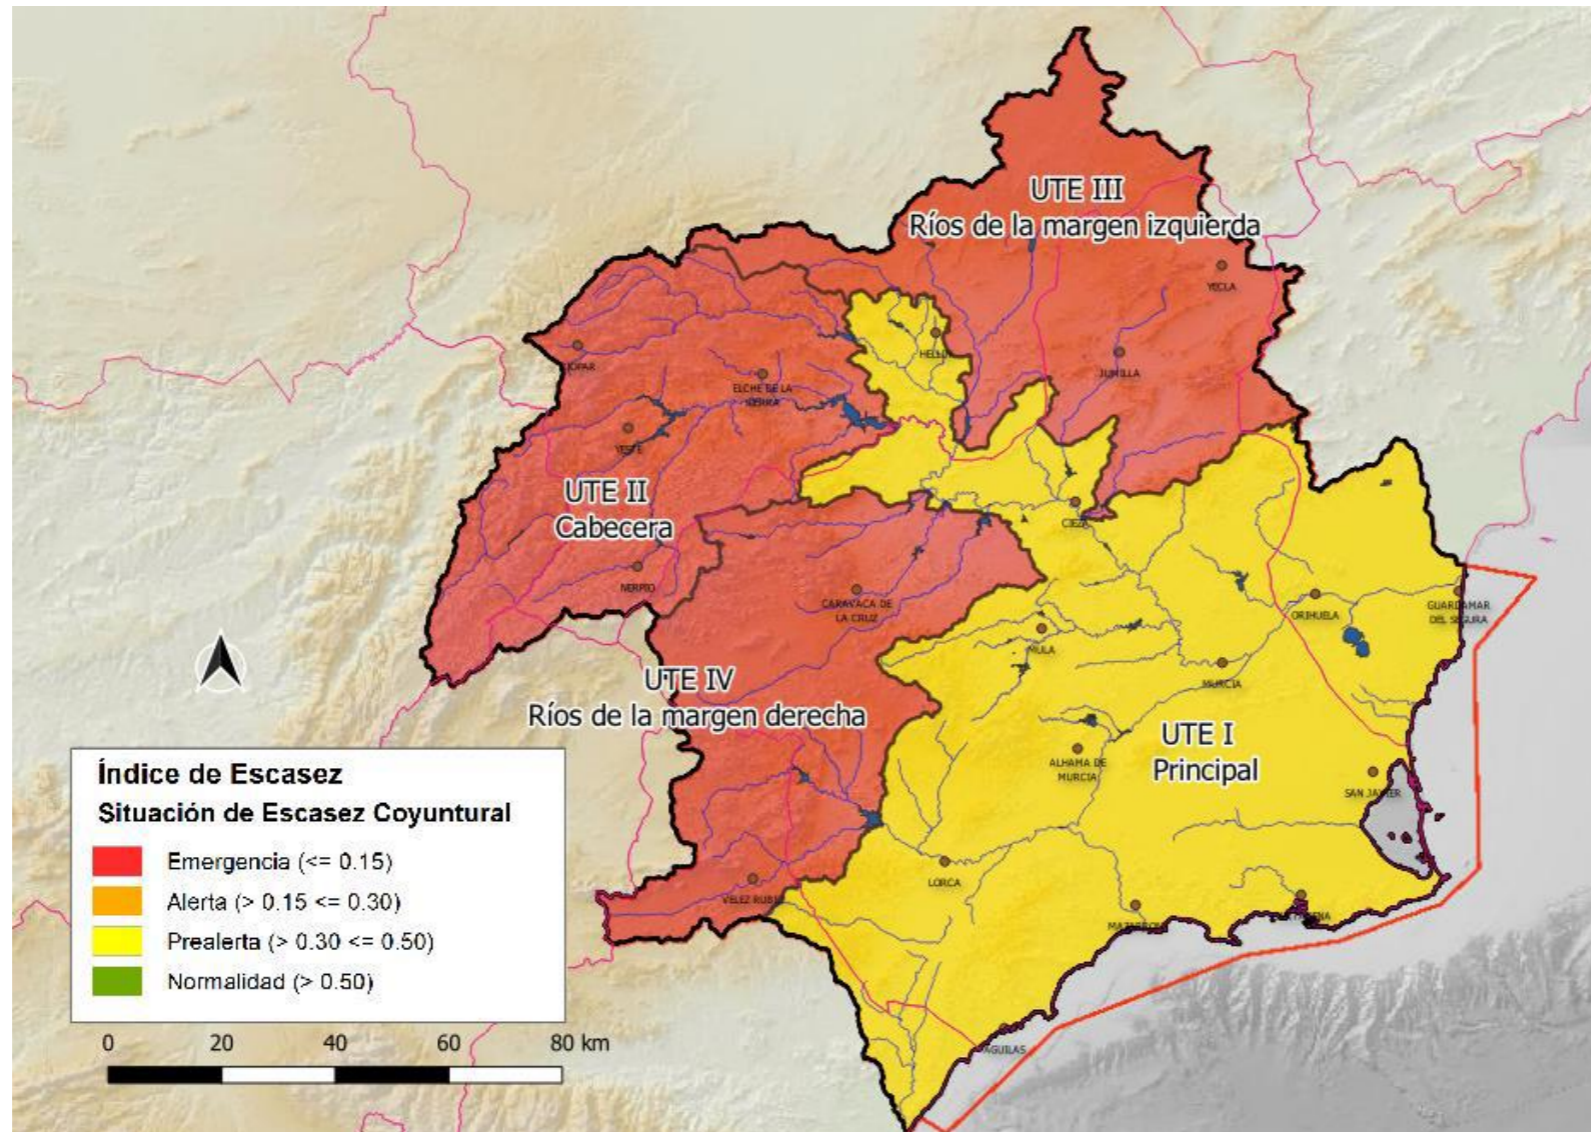 UTE III
Ríos de la margen izquierda
YECLA
HELLÍN
JUMILLA
ELCHE DE LA
SIERRA
YESTE
UTE II
Cabecera
CIEZA
NERPIO
CARAVACA DE
LA CRUZ
ORIHUELA
GUARDAMAR
DEL SEGURA
MULA
MURCIA
UTE IV
Ríos de la margen derecha
UTE I
Principal
ALHAMA DE
MURCIA
SAN JAVIER
LORCA
VELEZ RUBIO
ÁGUILAS
Índice de Escasez
Situación de Escasez Coyuntural
Emergencia (<= 0.15)
Alerta (> 0.15 <= 0.30)
Prealerta (> 0.30 <= 0.50)
Normalidad (> 0.50)
0 20 40 60 80 km